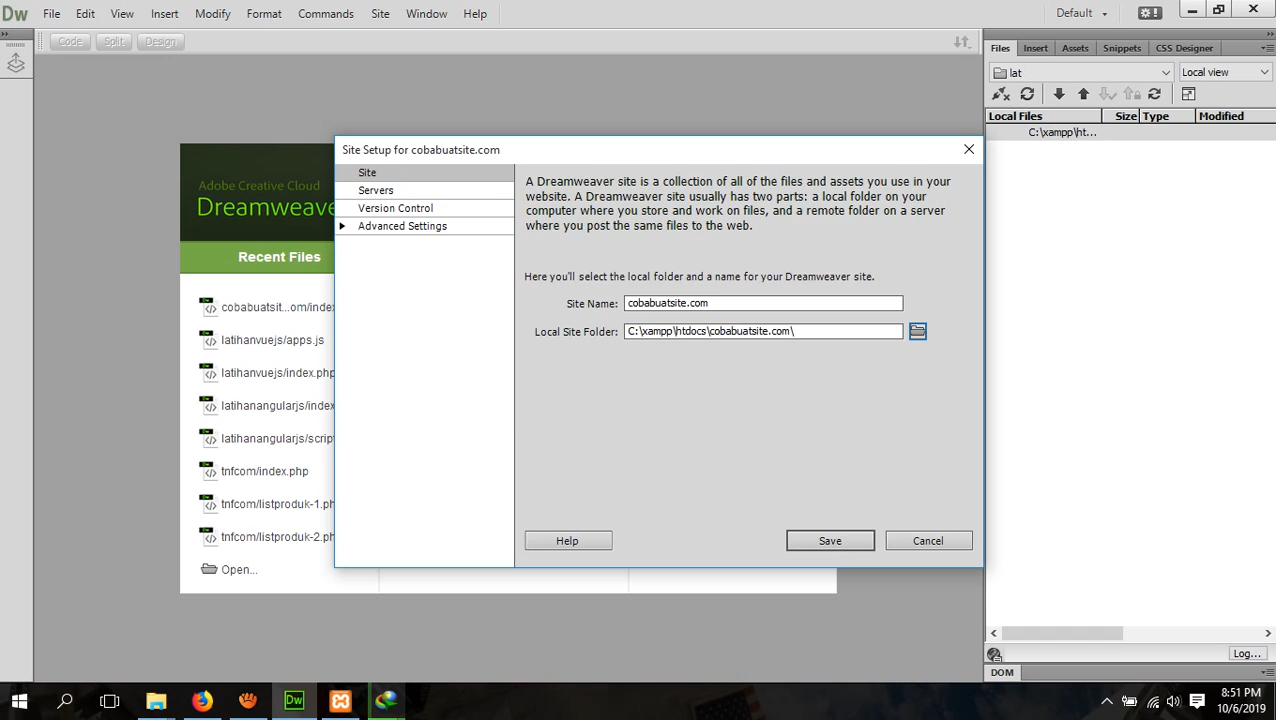 Dw File Edit View Insert Modify Format Commands Site Window Help Default
Code Split Design
Files Insert Assets Snippets CSS Designer
lat Local view
Local Files Size Type Modified
C:\xampp\ht...
Adobe Creative Cloud
Dreamweave
Recent Files
cobabuatsit...om/index
latihanvuejs/apps.js
latihanvuejs/index.php
latihanangularjs/index
latihanangularjs/script
tnfcom/index.php
tnfcom/listproduk-1.ph
tnfcom/listproduk-2.ph
Open...
Site Setup for cobabuatsite.com
Site
Servers
Version Control
Advanced Settings
A Dreamweaver site is a collection of all of the files and assets you use in your
website. A Dreamweaver site usually has two parts: a local folder on your
computer where you store and work on files, and a remote folder on a server
where you post the same files to the web.
Here you'll select the local folder and a name for your Dreamweaver site.
Site Name: cobabuatsite.com
Local Site Folder: C:\xampp\htdocs\cobabuatsite.com\
Help Save Cancel
Log...
DOM
Dw
8:51 PM
10/6/2019